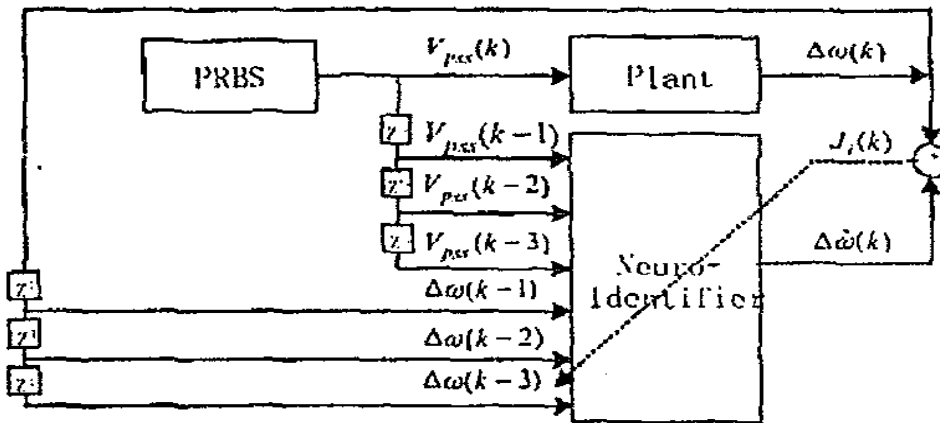 V_pss(k)
Δω(k)
PRBS
Plant
z
V_pss(k−1)
J_i(k)
z⁻
V_pss(k−2)
z
V_pss(k−3)
Δω̂(k)
Neuro-
Identifier
z⁻
Δω(k−1)
z⁻¹
Δω(k−2)
z⁻
Δω(k−3)